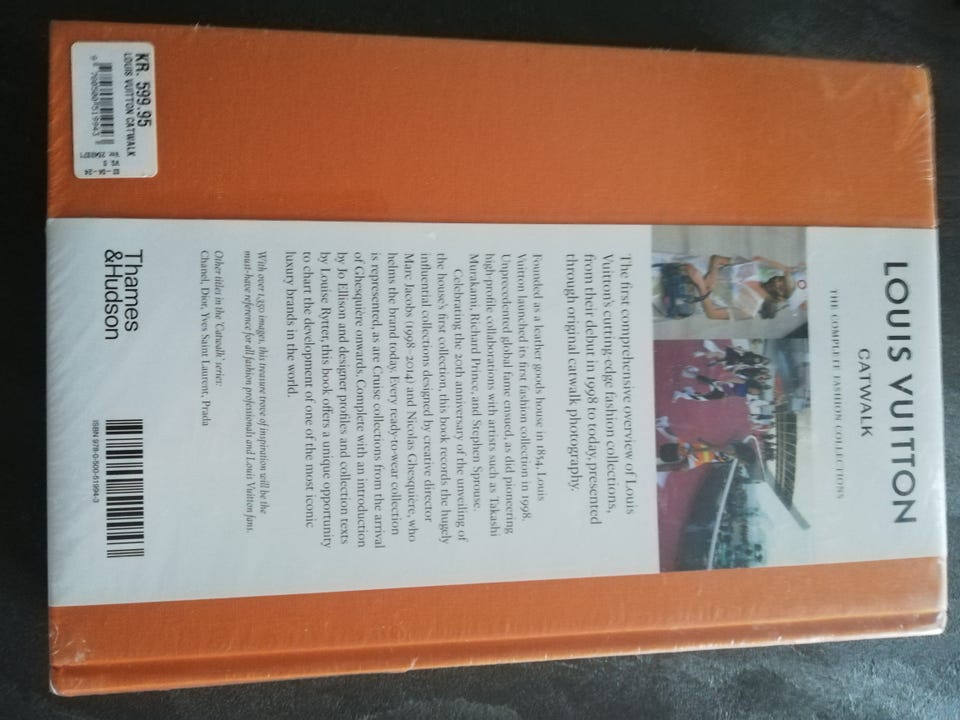 LOUIS VUITTON
CATWALK
THE COMPLETE FASHION COLLECTIONS
The first comprehensive overview of Louis
Vuitton's cutting-edge fashion collections,
from their debut in 1998 to today, presented
through original catwalk photography.
Founded as a leather goods house in 1854, Louis
Vuitton launched its first fashion collection in 1998.
Unprecedented global fame ensued, as did pioneering
high-profile collaborations with artists such as Takashi
Murakami, Richard Prince, and Stephen Sprouse.
Celebrating the 20th anniversary of the unveiling of
the house's first collection, this book records the hugely
influential collections designed by creative director
Marc Jacobs (1998–2014) and Nicolas Ghesquière, who
helms the brand today. Every ready-to-wear collection
is represented, as are Cruise collections from the arrival
of Ghesquière onwards. Complete with an introduction
by Jo Ellison and designer profiles and collection texts
by Louise Rytter, this book offers a unique opportunity
to chart the development of one of the most iconic
luxury brands in the world.
With over 1,350 images, this treasure trove of inspiration will be the
must-have reference for all fashion professionals and Louis Vuitton fans.
Other titles in the 'Catwalk' series:
Chanel, Dior, Yves Saint Laurent, Prada
Thames
&Hudson
ISBN 978-0-500-51994-3
KR. 599.95
LOUIS VUITTON CATWALK
9 780500 519943